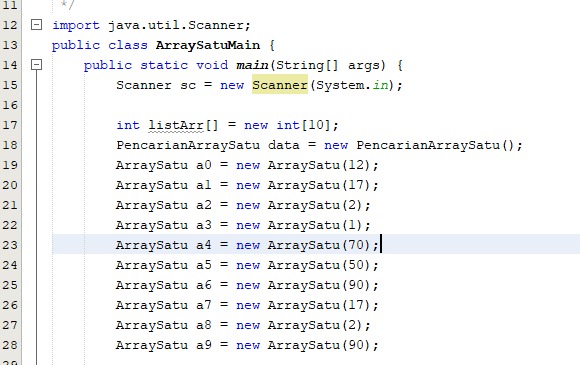 11 */
12 import java.util.Scanner;
13 public class ArraySatuMain {
14 public static void main(String[] args) {
15 Scanner sc = new Scanner(System.in);
16
17 int listArr[] = new int[10];
18 PencarianArraySatu data = new PencarianArraySatu();
19 ArraySatu a0 = new ArraySatu(12);
20 ArraySatu a1 = new ArraySatu(17);
21 ArraySatu a2 = new ArraySatu(2);
22 ArraySatu a3 = new ArraySatu(1);
23 ArraySatu a4 = new ArraySatu(70);
24 ArraySatu a5 = new ArraySatu(50);
25 ArraySatu a6 = new ArraySatu(90);
26 ArraySatu a7 = new ArraySatu(17);
27 ArraySatu a8 = new ArraySatu(2);
28 ArraySatu a9 = new ArraySatu(90);
29